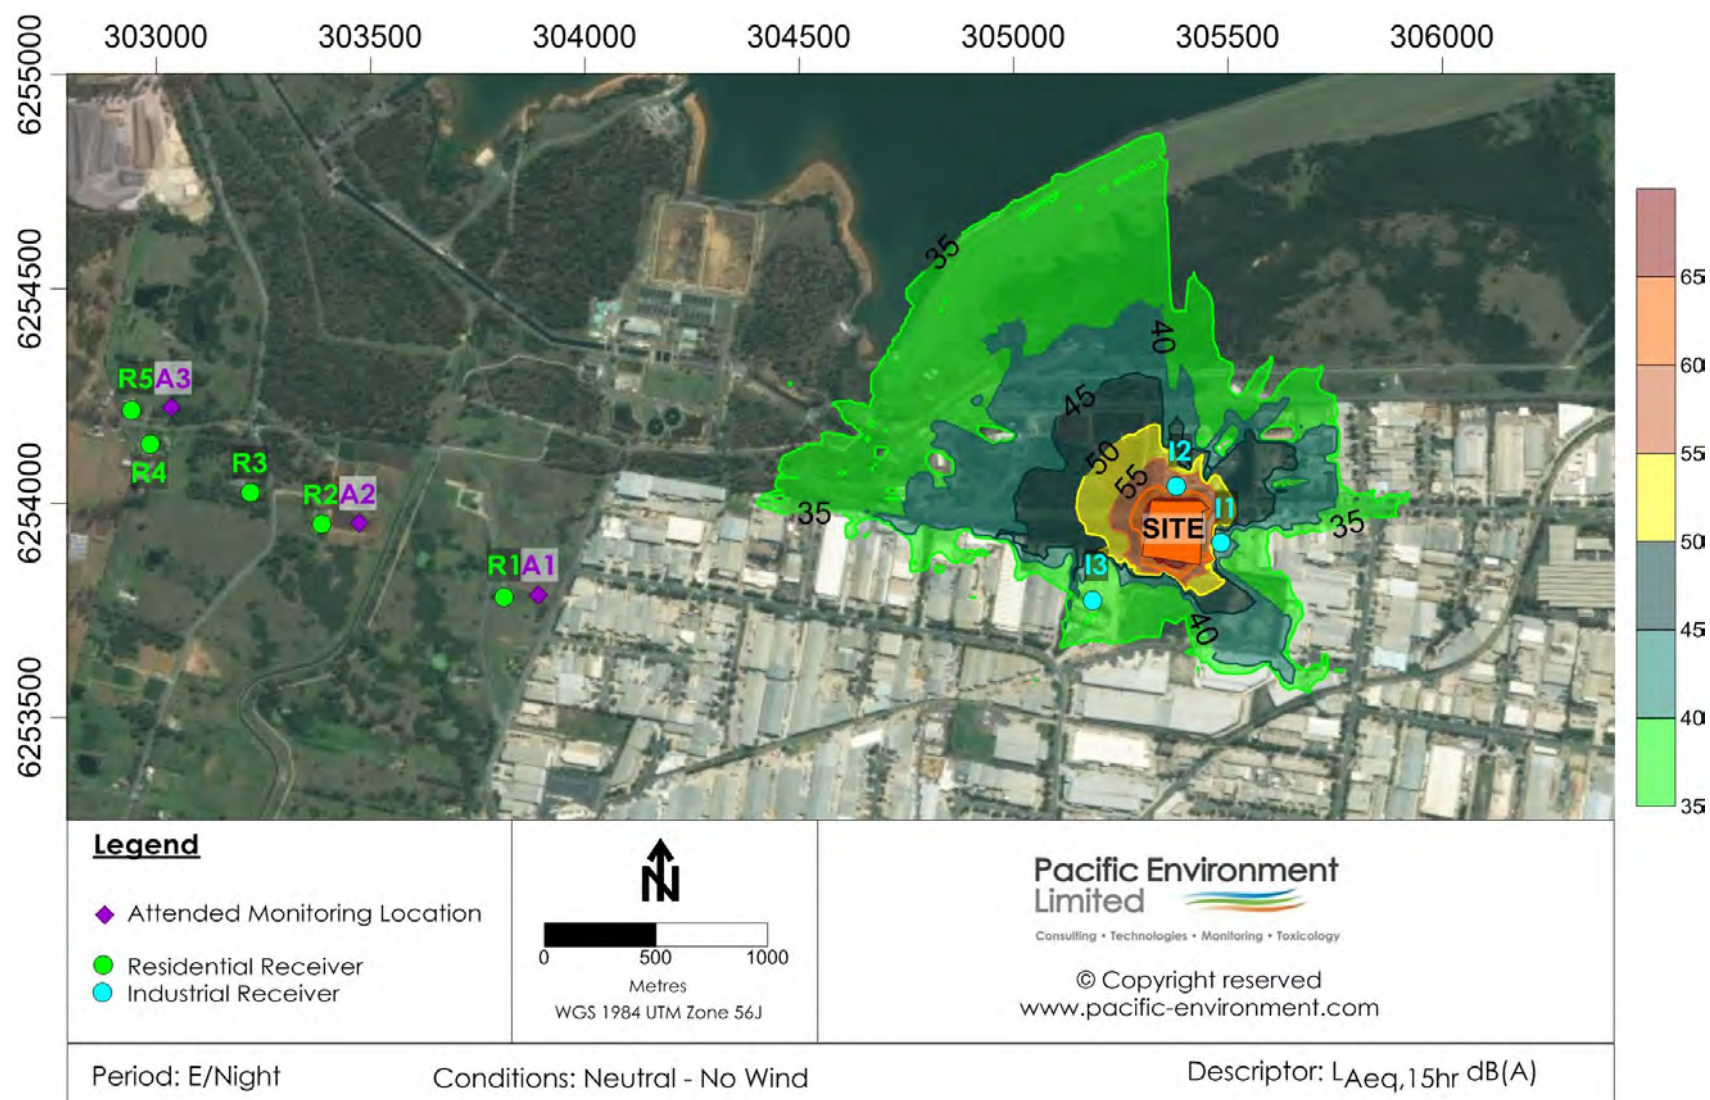 303000 303500 304000 304500 305000 305500 306000
6255000
6254500
6254000
6253500
35
40
45
50
55
I2
I1
SITE
I3
35
35
40
R5 A3
R4
R3
R2 A2
R1 A1
65
60
55
50
45
40
35
Legend
Attended Monitoring Location
Residential Receiver
Industrial Receiver
N
0 500 1000
Metres
WGS 1984 UTM Zone 56J
Pacific Environment
Limited
Consulting • Technologies • Monitoring • Toxicology
© Copyright reserved
www.pacific-environment.com
Period: E/Night Conditions: Neutral - No Wind Descriptor: LAeq,15hr dB(A)